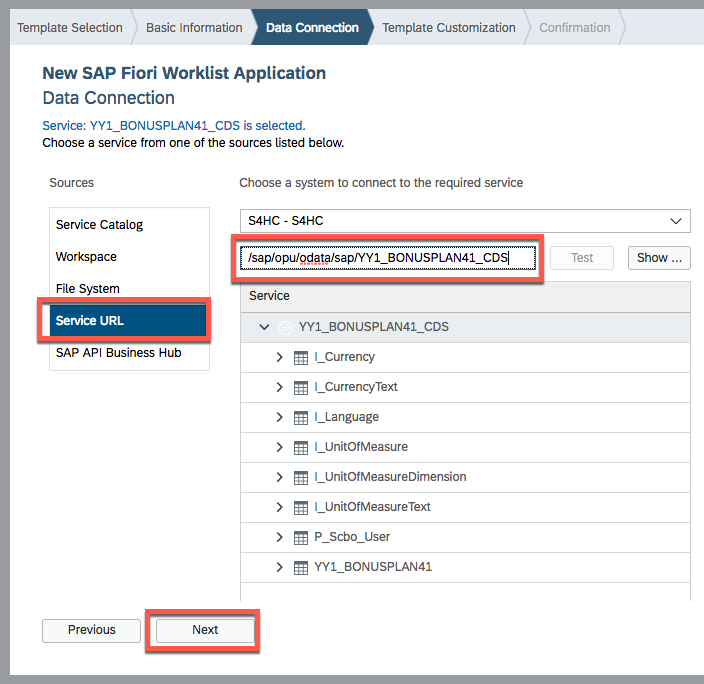 Template Selection Basic Information Data Connection Template Customization Confirmation
New SAP Fiori Worklist Application
Data Connection
Service: YY1_BONUSPLAN41_CDS is selected.
Choose a service from one of the sources listed below.
Sources
Service Catalog
Workspace
File System
Service URL
SAP API Business Hub
Choose a system to connect to the required service
S4HC - S4HC
/sap/opu/odata/sap/YY1_BONUSPLAN41_CDS
Test Show ...
Service
YY1_BONUSPLAN41_CDS
I_Currency
I_CurrencyText
I_Language
I_UnitOfMeasure
I_UnitOfMeasureDimension
I_UnitOfMeasureText
P_Scbo_User
YY1_BONUSPLAN41
Previous Next